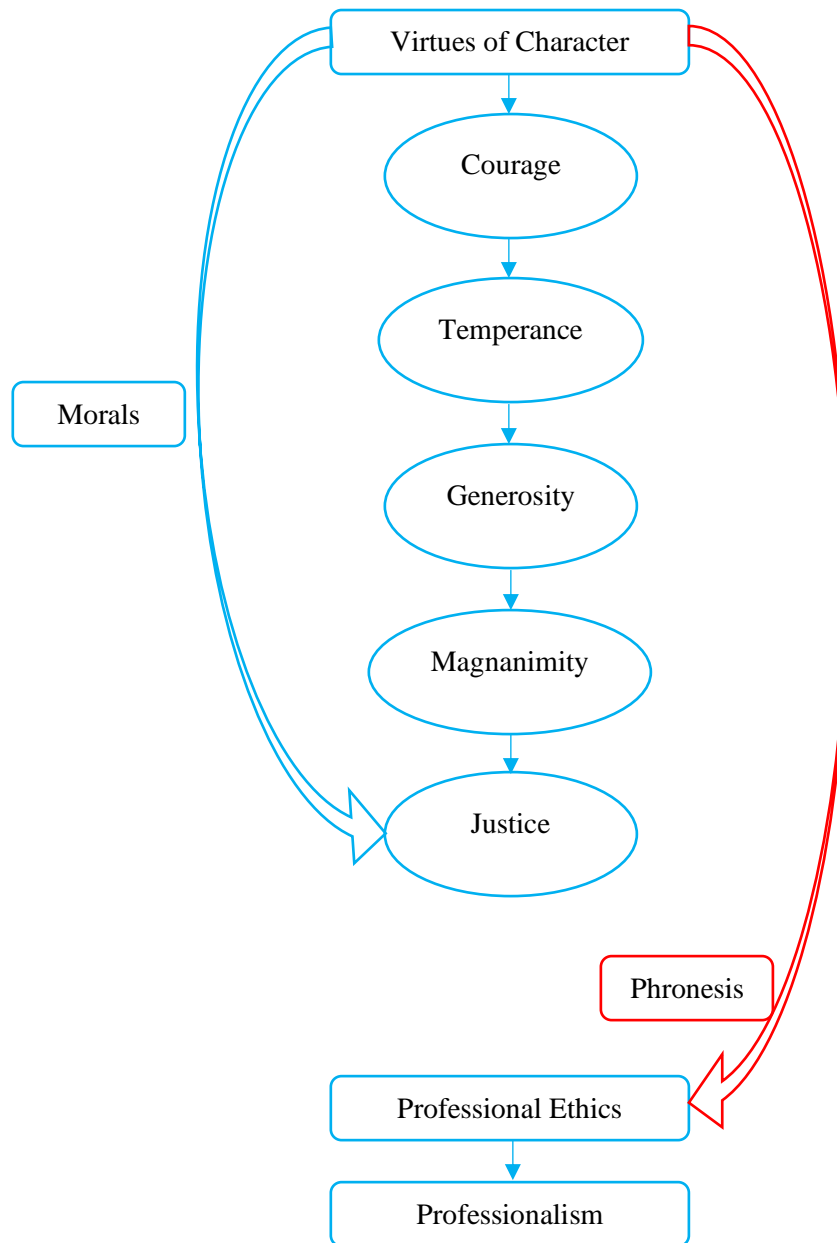 Virtues of Character
Courage
Temperance
Morals
Generosity
Magnanimity
Justice
Phronesis
Professional Ethics
Professionalism